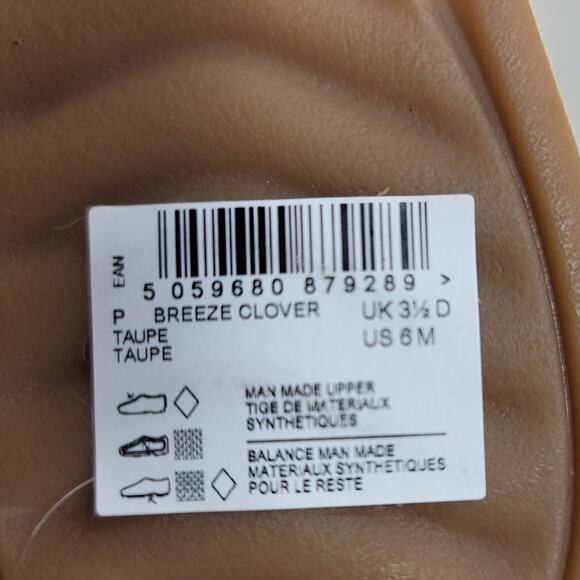 EAN
5 059680 879289 >
P BREEZE CLOVER UK 3½ D
TAUPE US 6 M
TAUPE
MAN MADE UPPER
TIGE DE MATERIAUX
SYNTHETIQUES
BALANCE MAN MADE
MATERIAUX SYNTHETIQUES
POUR LE RESTE